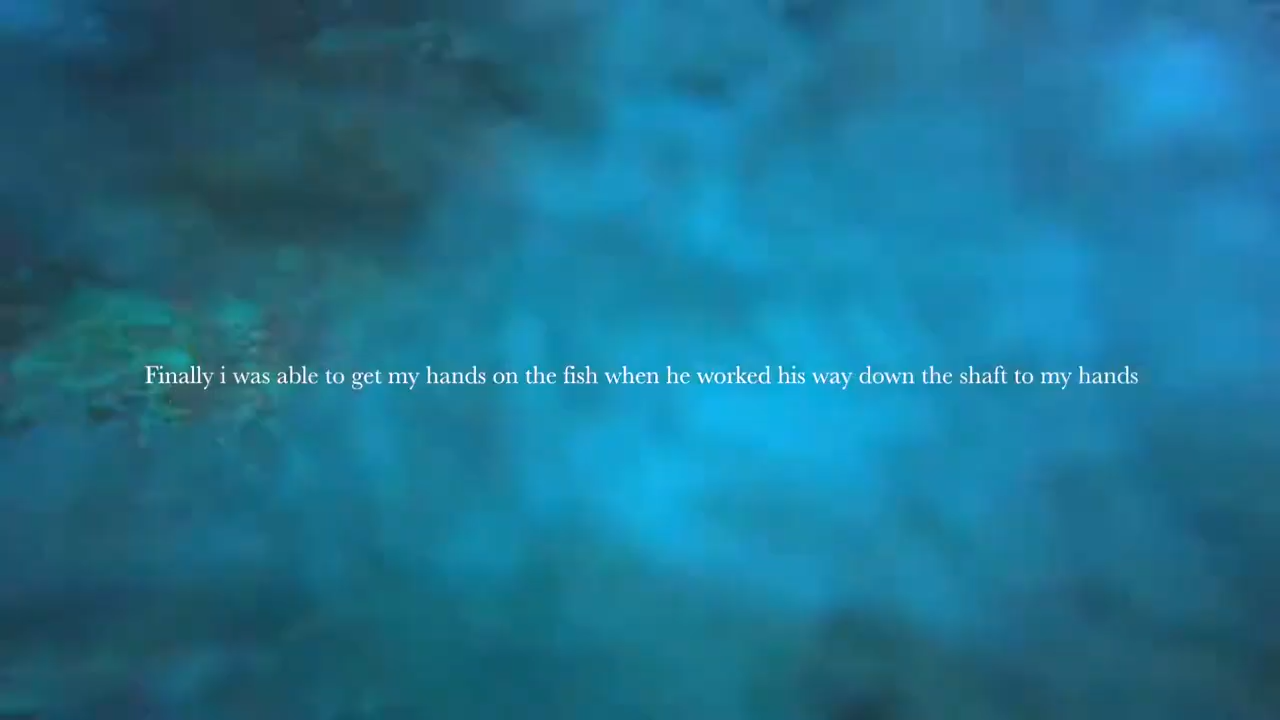 Finally i was able to get my hands on the fish when he worked his way down the shaft to my hands